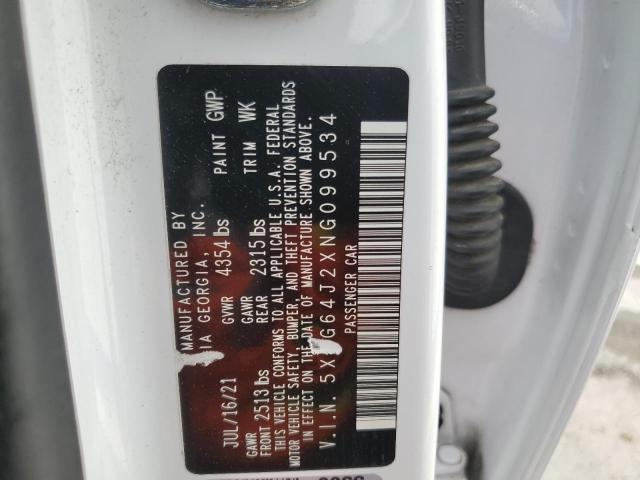 MANUFACTURED BY
IA GEORGIA, INC.
JUL/16/21 GVWR 4354 lbs PAINT GWP
GAWR GAWR
FRONT 2513 lbs REAR 2315 lbs TRIM WK
THIS VEHICLE CONFORMS TO ALL APPLICABLE U.S.A. FEDERAL
MOTOR VEHICLE SAFETY, BUMPER, AND THEFT PREVENTION STANDARDS
IN EFFECT ON THE DATE OF MANUFACTURE SHOWN ABOVE.
V.I.N. 5X G64J2XNG099534
PASSENGER CAR